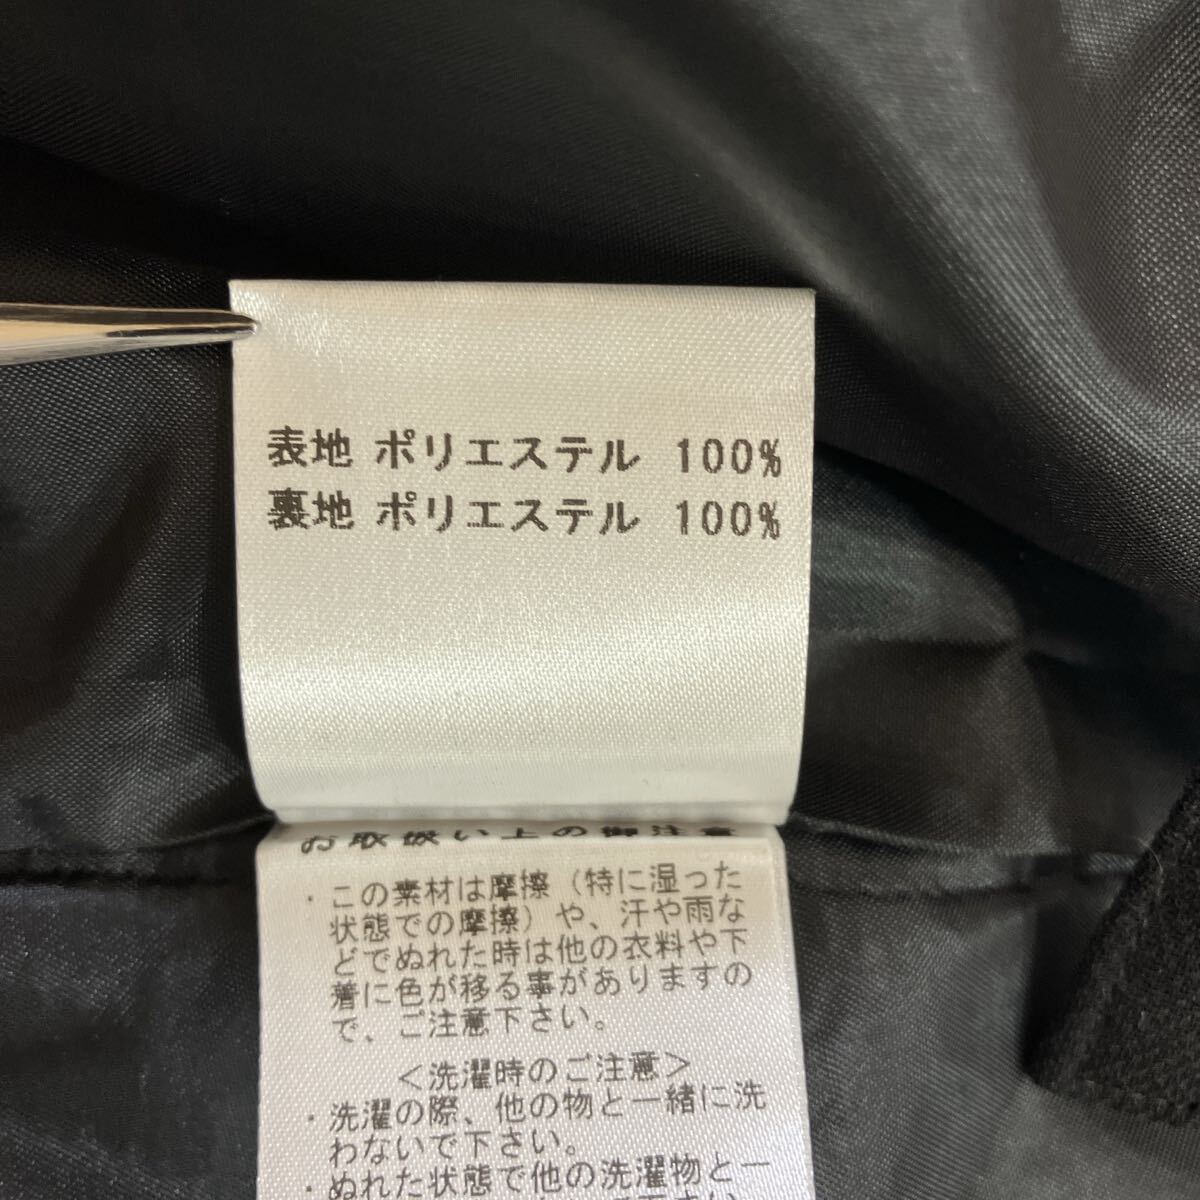 表地 ポリエステル 100%
裏地 ポリエステル 100%
お取扱い上の御注意
・この素材は摩擦（特に湿った
状態での摩擦）や、汗や雨な
どでぬれた時は他の衣料や下
着に色が移る事がありますの
で、ご注意下さい。
＜洗濯時のご注意＞
・洗濯の際、他の物と一緒に洗
わないで下さい。
・ぬれた状態で他の洗濯物と一